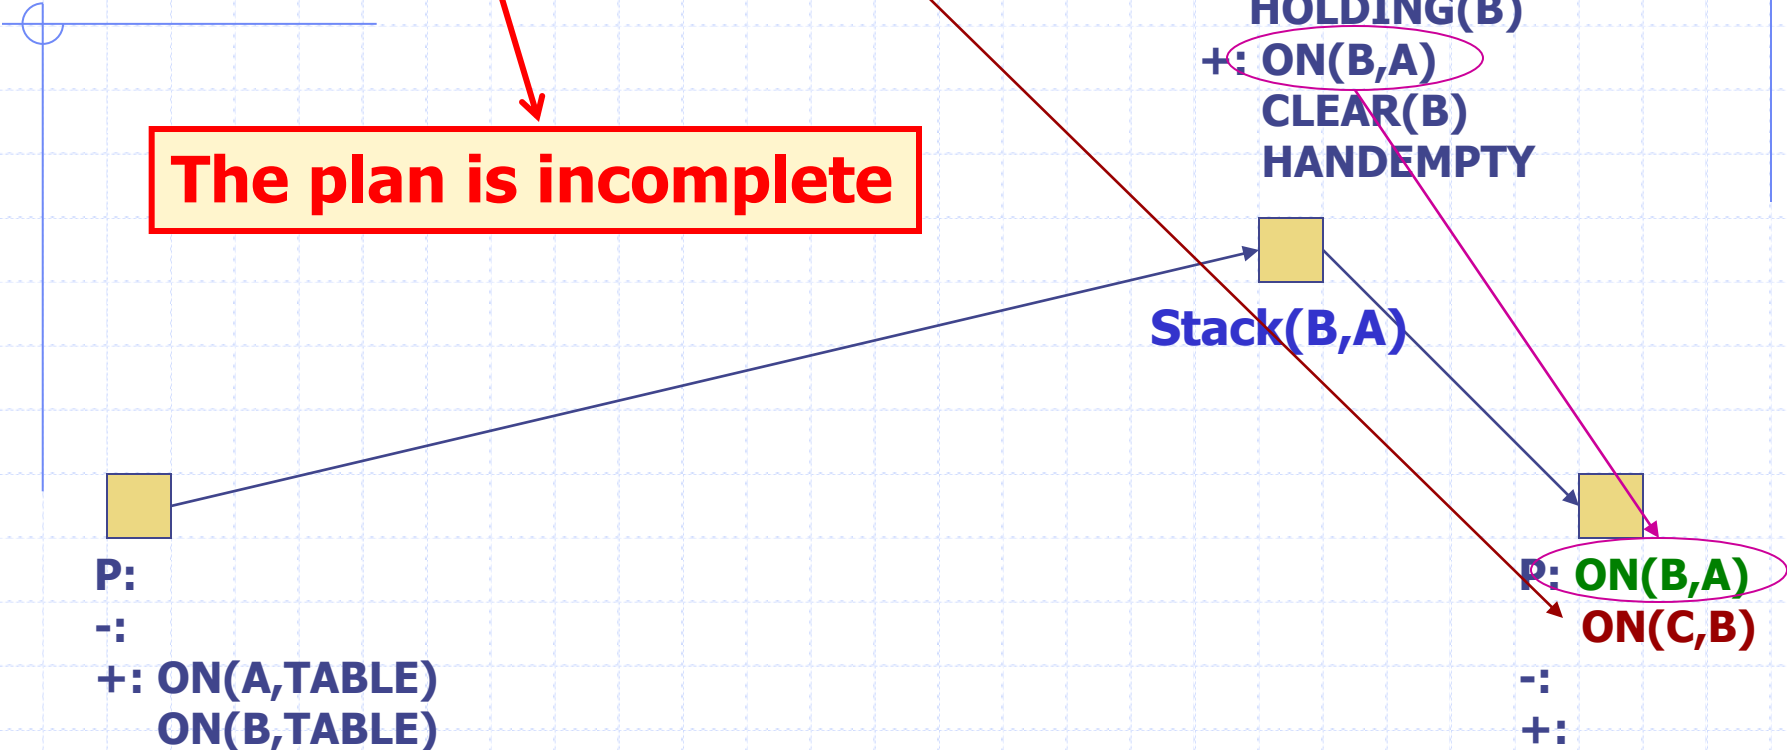 HOLDING(B)
+: ON(B,A)
CLEAR(B)
HANDEMPTY
The plan is incomplete
Stack(B,A)
P:
-:
+: ON(A,TABLE)
ON(B,TABLE)
P: ON(B,A)
ON(C,B)
-:
+: